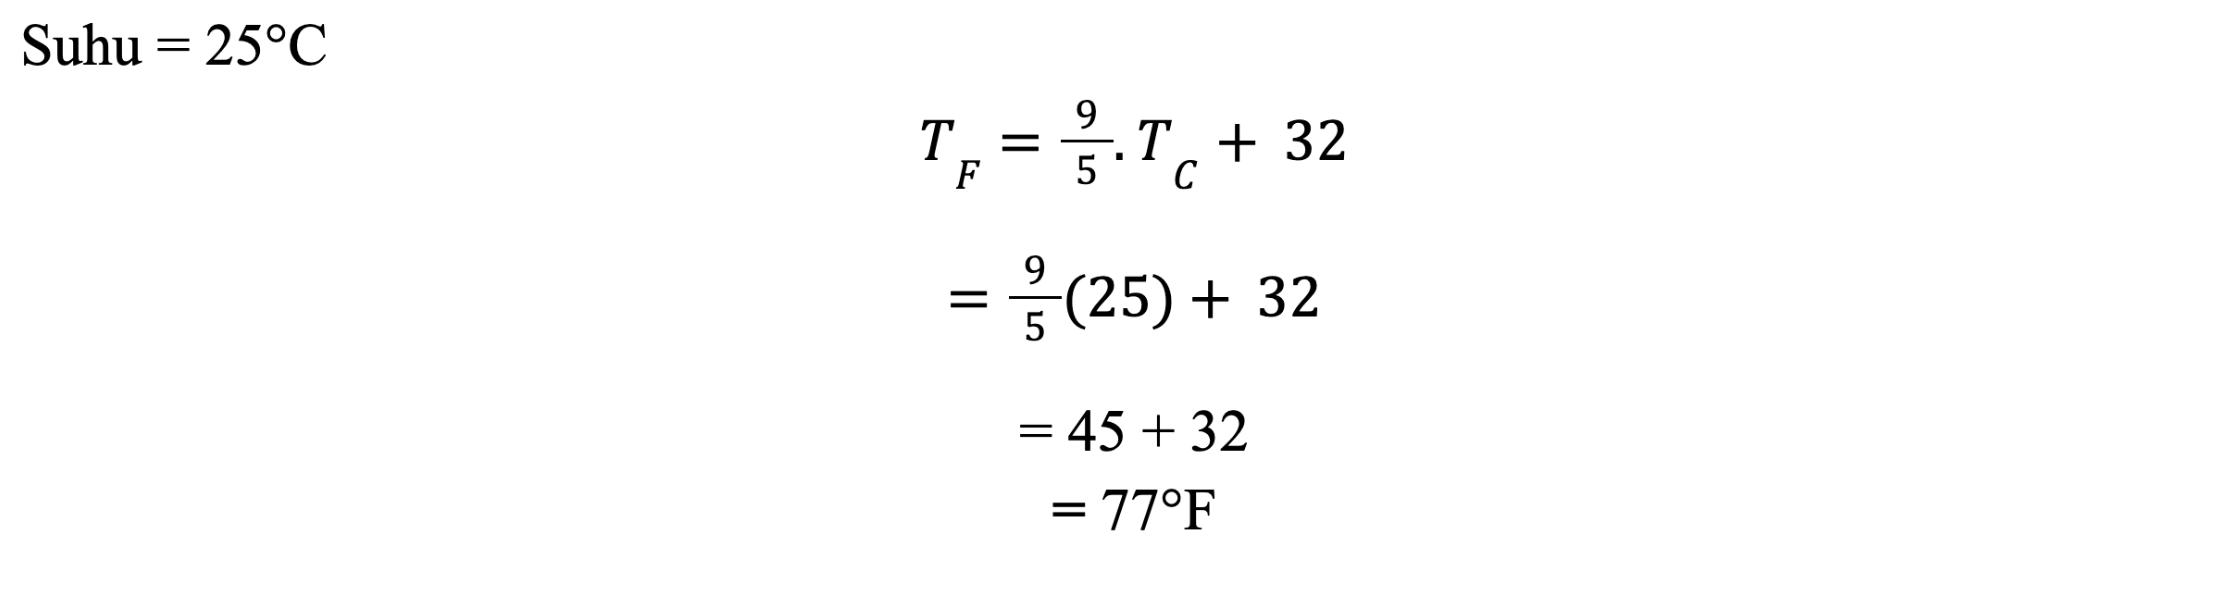 Suhu = 25°C
T_F = 9/5 . T_C + 32
= 9/5 (25) + 32
= 45 + 32
= 77°F